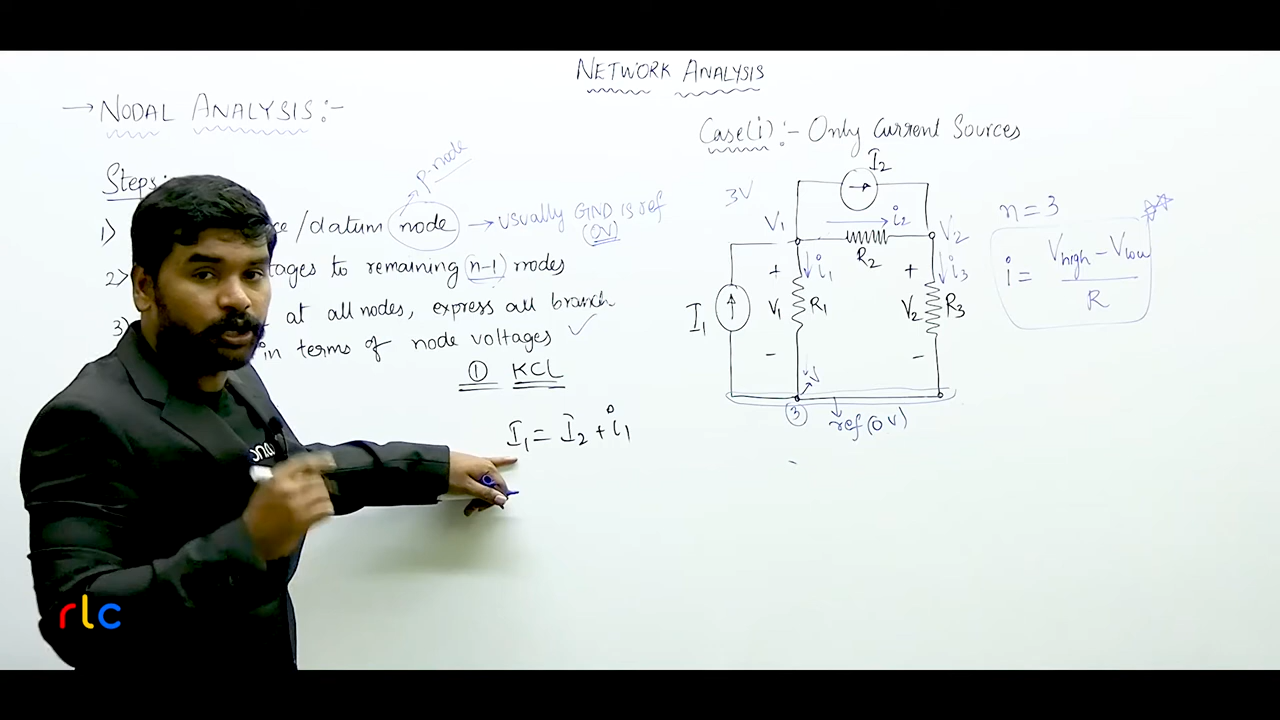 NETWORK ANALYSIS
→ NODAL ANALYSIS :-
Case(i) :- Only Current Sources
Steps:
p-node
1) /datum node → usually GND is ref
(0V)
2) tages to remaining (n-1) nodes
3) at all nodes, express all branch
in terms of node voltages ✓
① KCL
I1 = I2 + i1
3V
I2
V1
i2
V2
R2
+ i1
+ i3
I1
V1 R1
V2 R3
-
-
V
③
ref (0V)
n = 3
i = Vhigh - Vlow
R
rlc